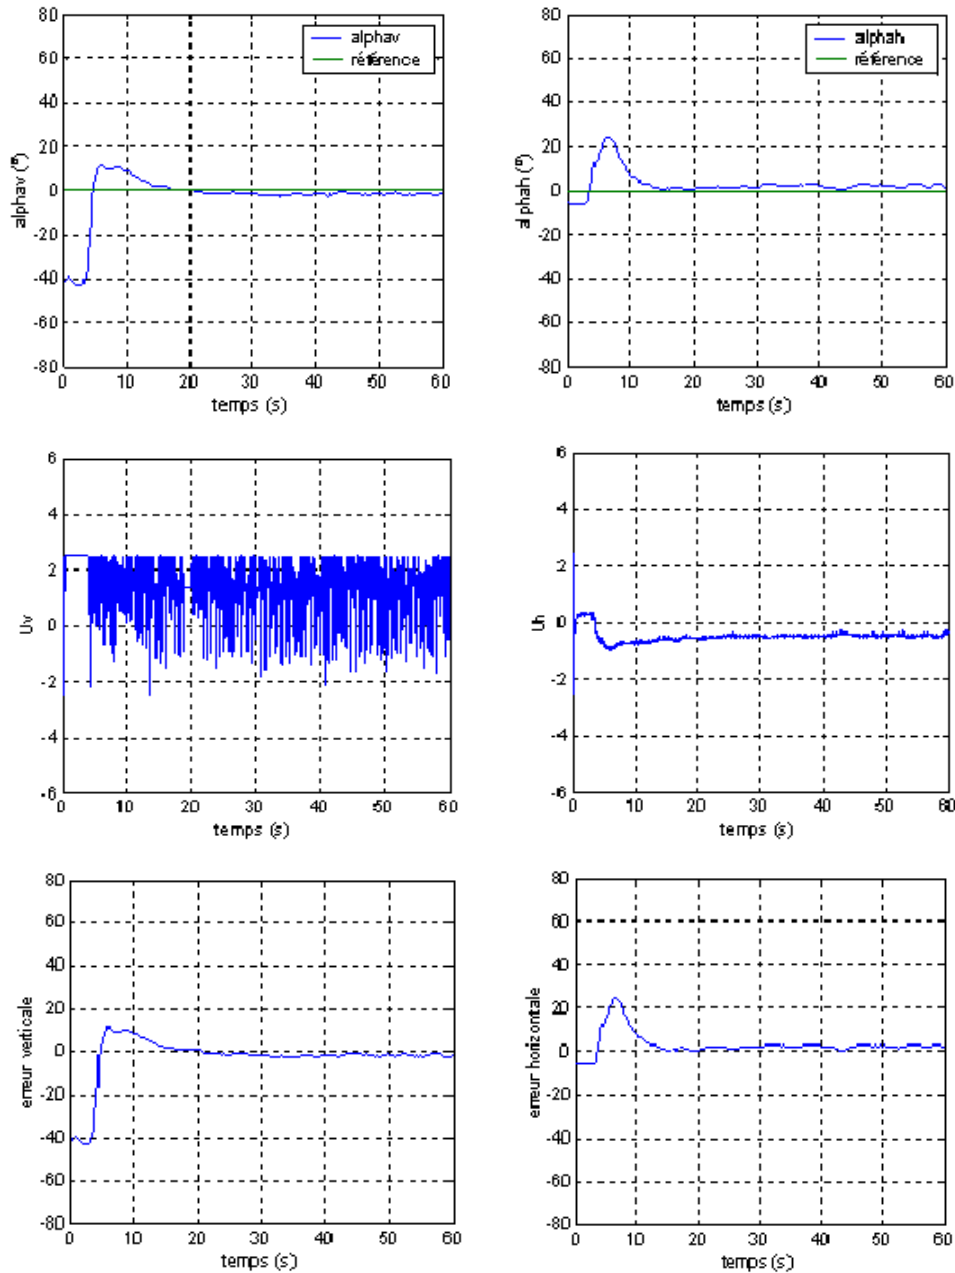 80
60
40
20
0
-20
-40
-60
-80
0 10 20 30 40 50 60
alphav (º)
temps (s)
alphav
référence
80
60
40
20
0
-20
-40
-60
-80
0 10 20 30 40 50 60
alphah (º)
temps (s)
alphah
référence
6
4
2
0
-2
-4
-6
0 10 20 30 40 50 60
Uv
temps (s)
6
4
2
0
-2
-4
-6
0 10 20 30 40 50 60
Uh
temps (s)
80
60
40
20
0
-20
-40
-60
-80
0 10 20 30 40 50 60
erreur verticale
temps (s)
80
60
40
20
0
-20
-40
-60
-80
0 10 20 30 40 50 60
erreur horizontale
temps (s)